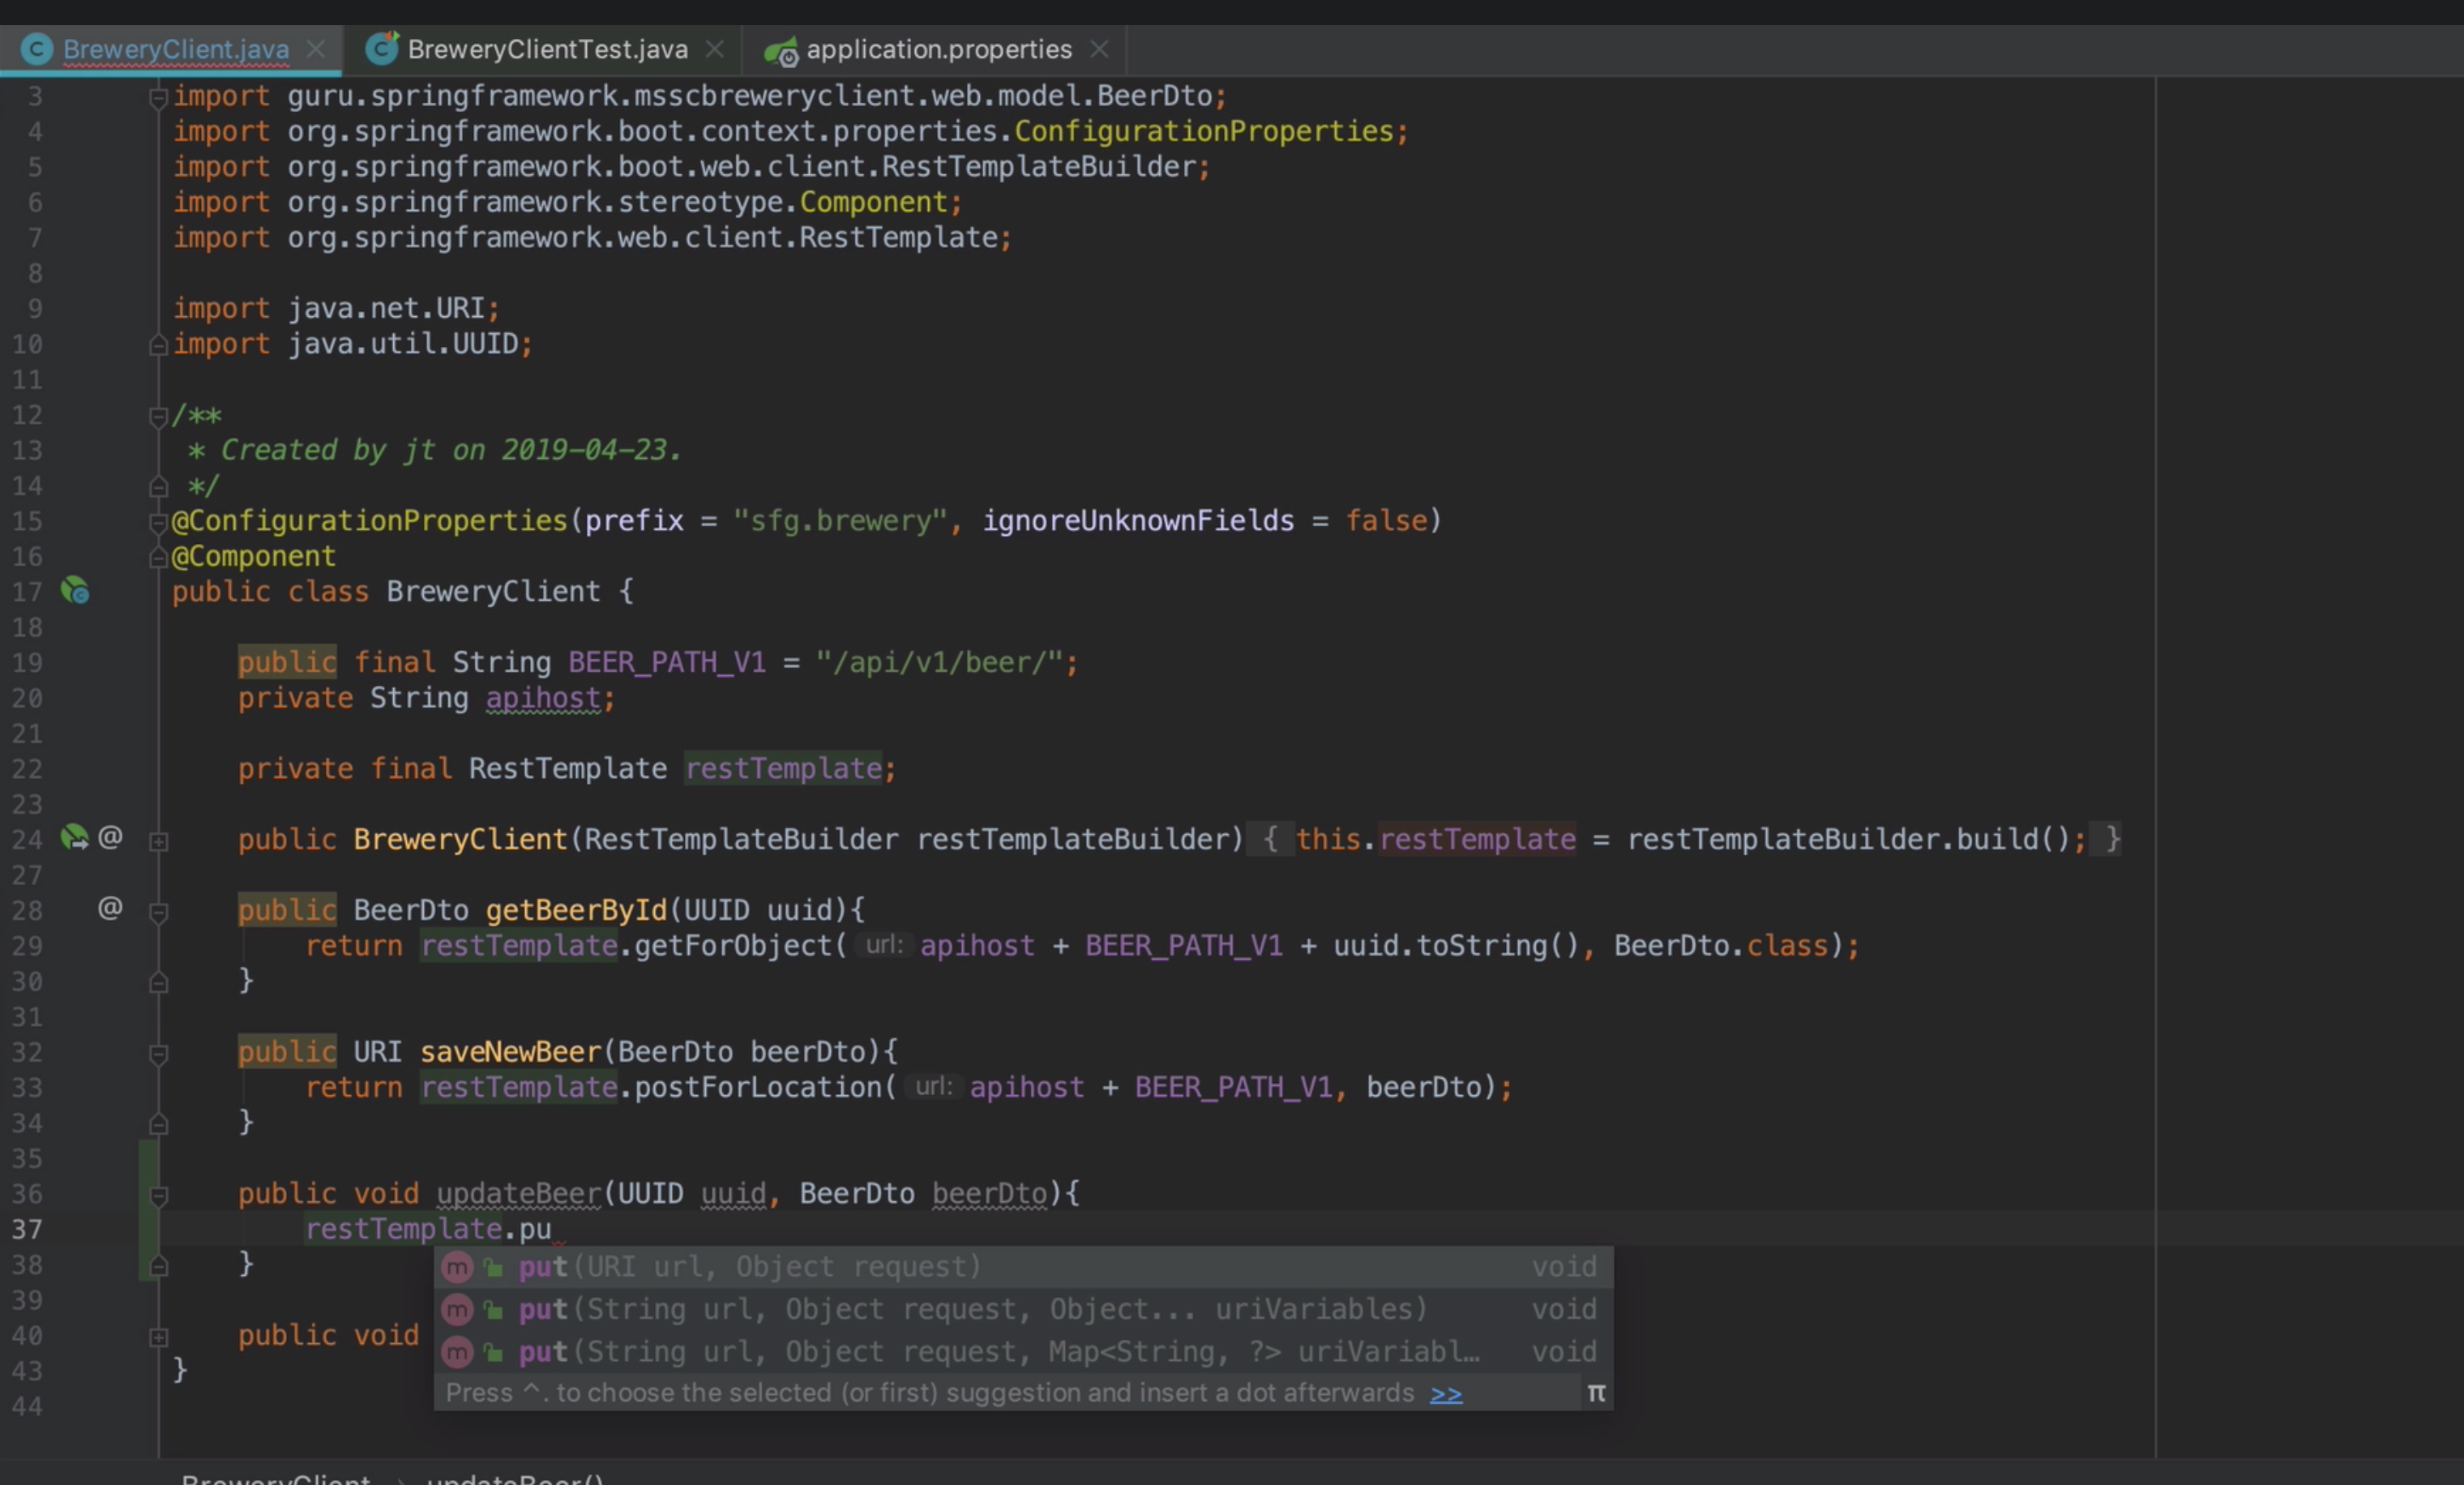 BreweryClient.java BreweryClientTest.java application.properties
3 import guru.springframework.msscbreweryclient.web.model.BeerDto;
4 import org.springframework.boot.context.properties.ConfigurationProperties;
5 import org.springframework.boot.web.client.RestTemplateBuilder;
6 import org.springframework.stereotype.Component;
7 import org.springframework.web.client.RestTemplate;
8
9 import java.net.URI;
10 import java.util.UUID;
11
12 /**
13 * Created by jt on 2019-04-23.
14 */
15 @ConfigurationProperties(prefix = "sfg.brewery", ignoreUnknownFields = false)
16 @Component
17 public class BreweryClient {
18
19 public final String BEER_PATH_V1 = "/api/v1/beer/";
20 private String apihost;
21
22 private final RestTemplate restTemplate;
23
24 @ public BreweryClient(RestTemplateBuilder restTemplateBuilder) { this.restTemplate = restTemplateBuilder.build(); }
27
28 @ public BeerDto getBeerById(UUID uuid){
29 return restTemplate.getForObject( url: apihost + BEER_PATH_V1 + uuid.toString(), BeerDto.class);
30 }
31
32 public URI saveNewBeer(BeerDto beerDto){
33 return restTemplate.postForLocation( url: apihost + BEER_PATH_V1, beerDto);
34 }
35
36 public void updateBeer(UUID uuid, BeerDto beerDto){
37 restTemplate.pu
38 }
put(URI url, Object request) void
39
put(String url, Object request, Object... uriVariables) void
40 public void
put(String url, Object request, Map<String, ?> uriVariabl… void
43 }
Press ^. to choose the selected (or first) suggestion and insert a dot afterwards >> π
44
BreweryClient › updateBeer()